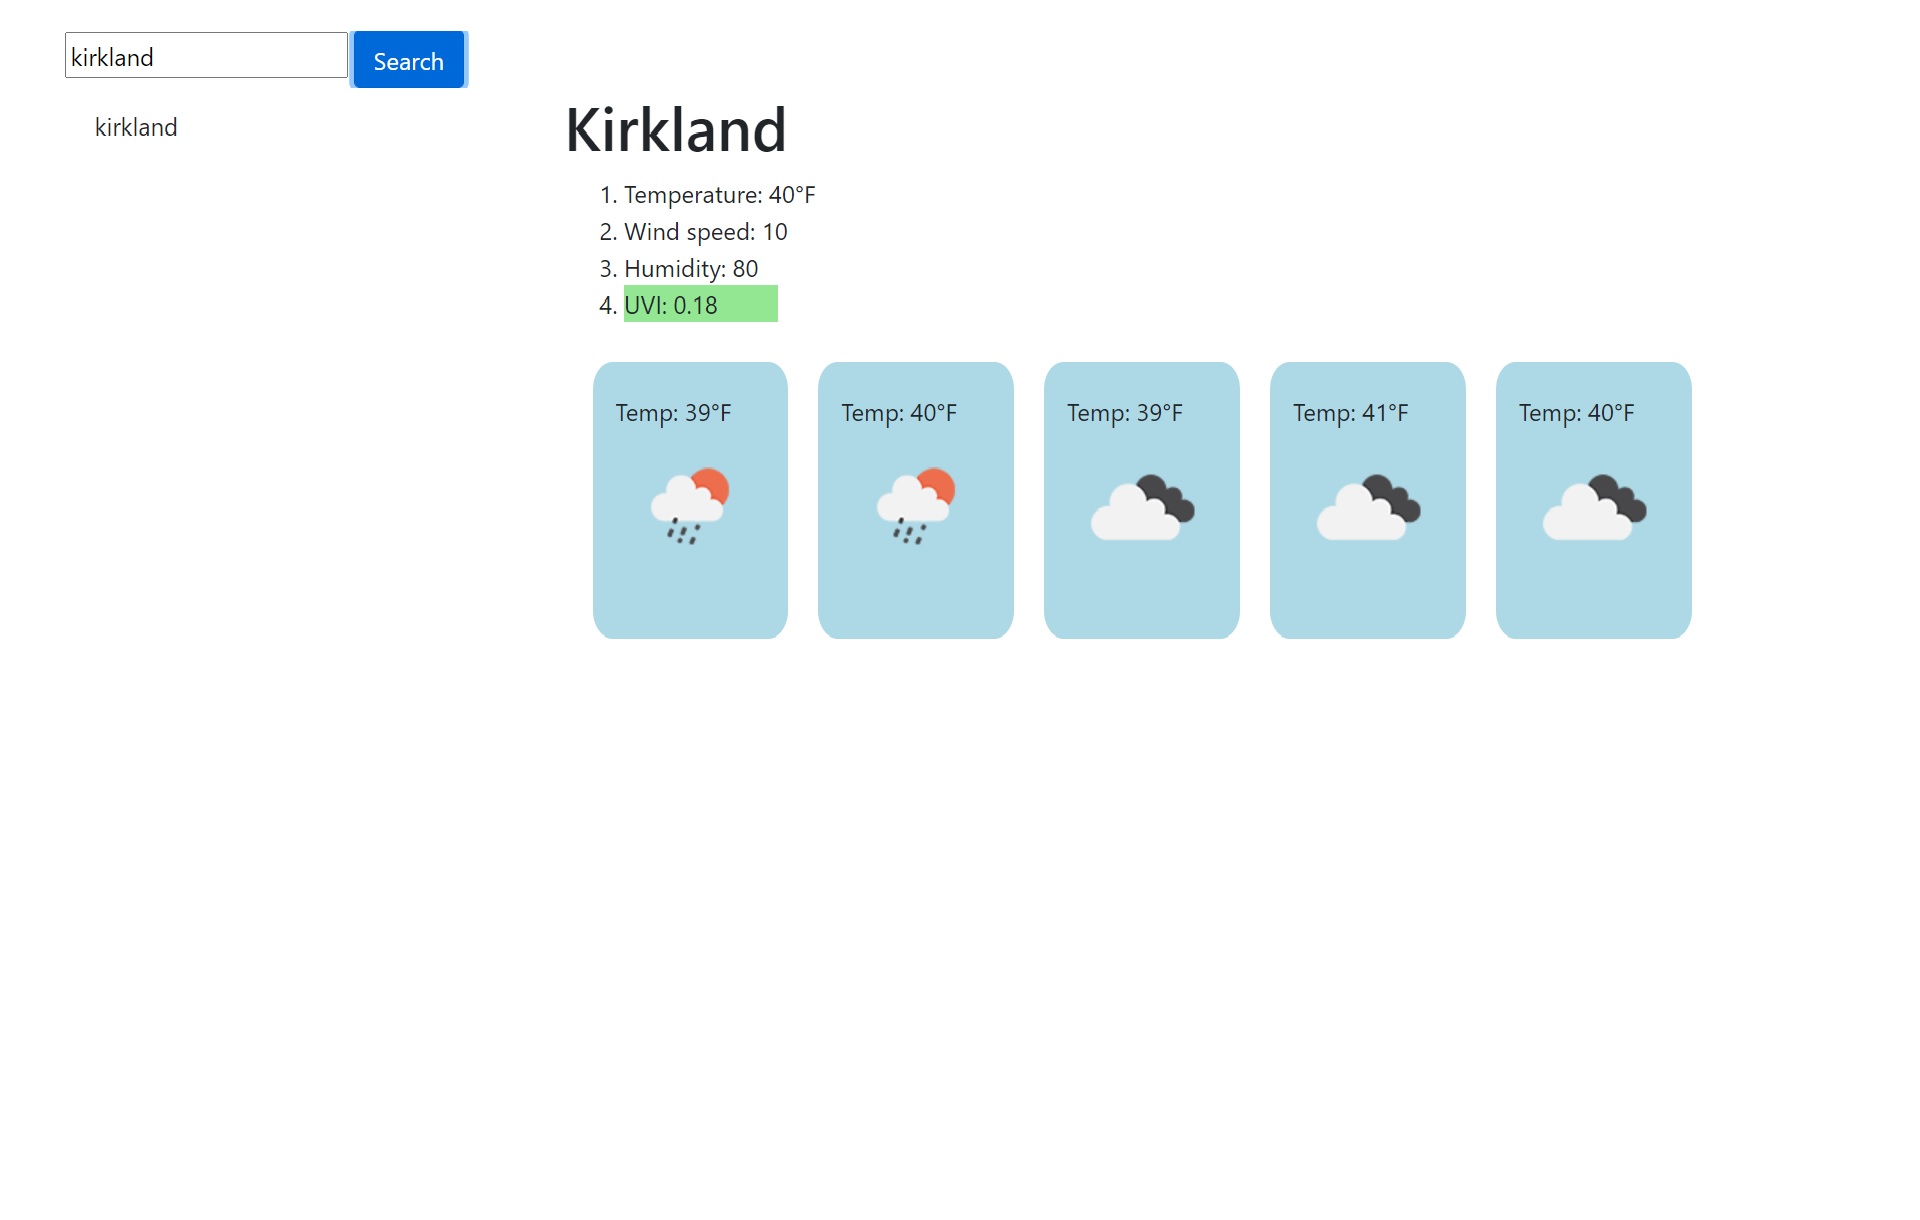 kirkland
Search
kirkland
Kirkland
1. Temperature: 40°F
2. Wind speed: 10
3. Humidity: 80
4. UVI: 0.18
Temp: 39°F
Temp: 40°F
Temp: 39°F
Temp: 41°F
Temp: 40°F